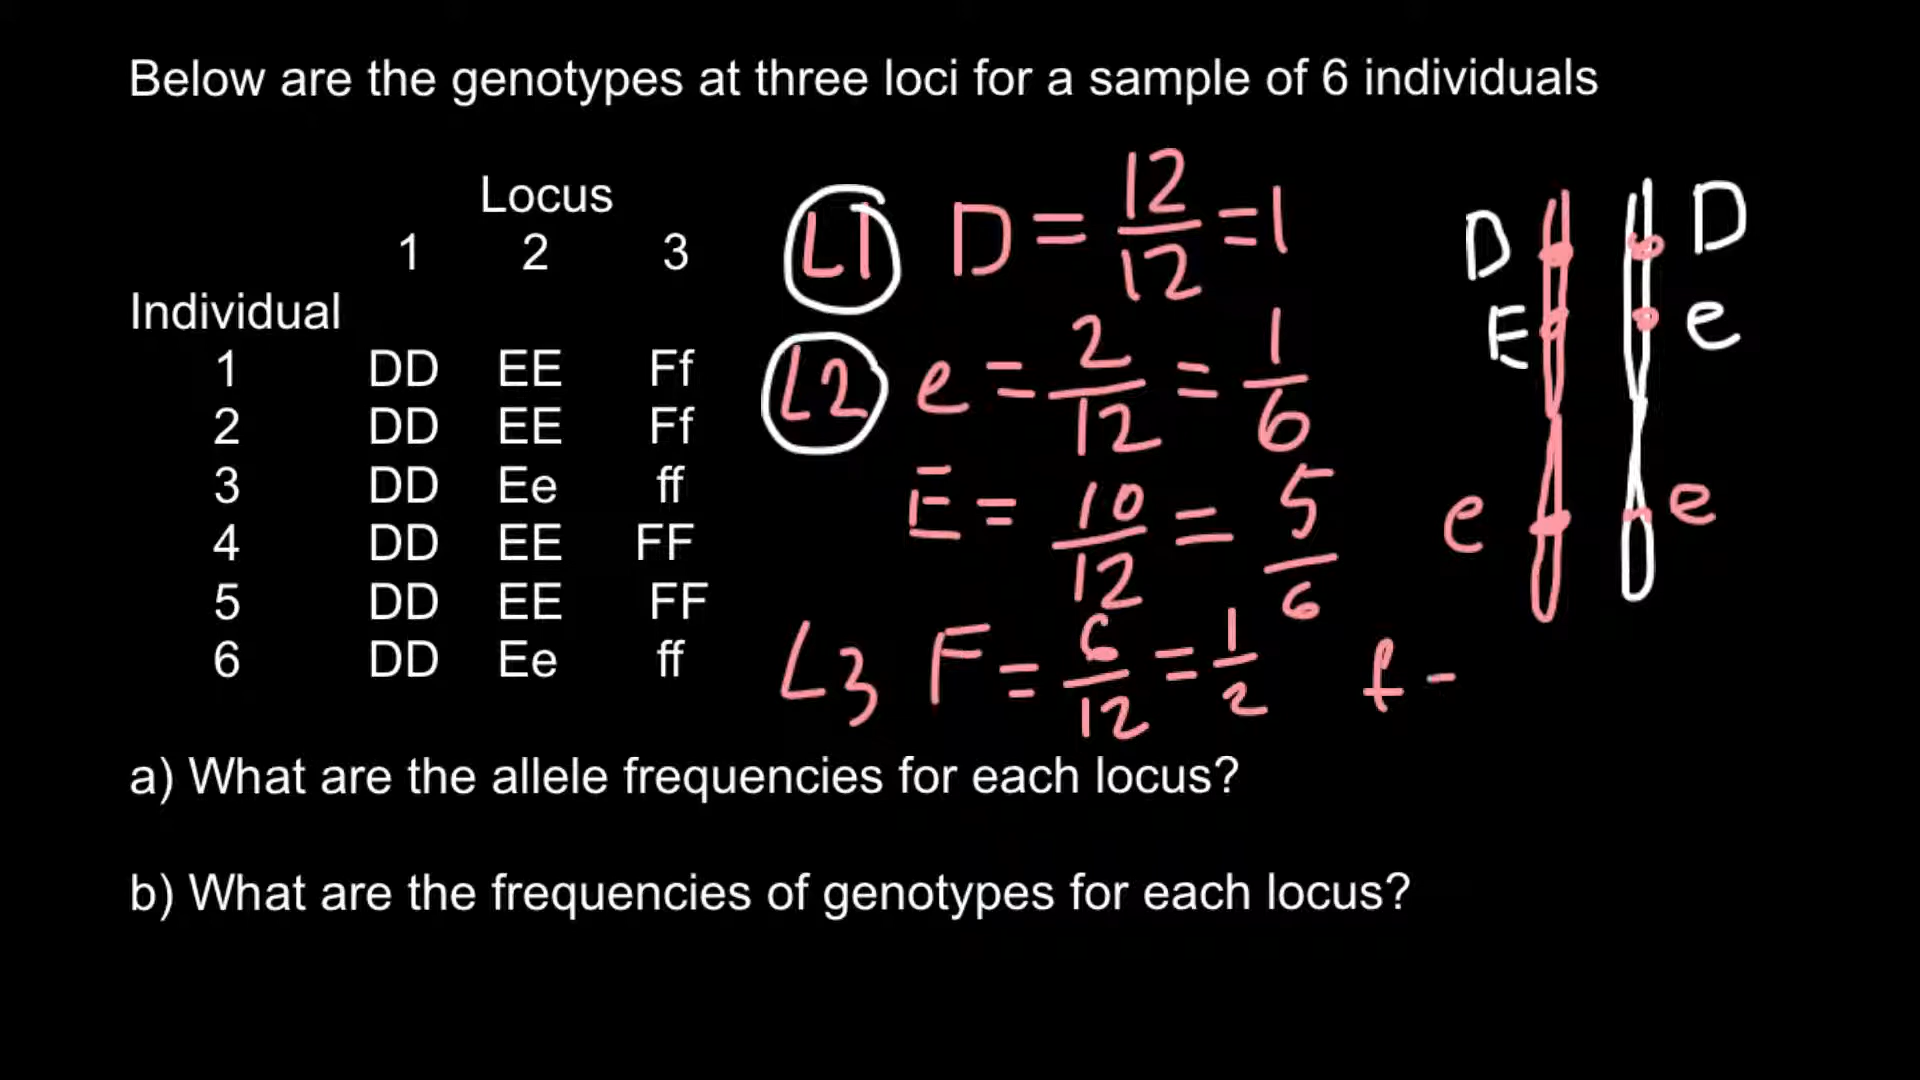 Below are the genotypes at three loci for a sample of 6 individuals
Locus
1 2 3
Individual
1 DD EE Ff
2 DD EE Ff
3 DD Ee ff
4 DD EE FF
5 DD EE FF
6 DD Ee ff
L1 D = 12/12 = 1
L2 e = 2/12 = 1/6
E = 10/12 = 5/6
L3 F = 6/12 = 1/2 f -
D D
E e
e e
a) What are the allele frequencies for each locus?
b) What are the frequencies of genotypes for each locus?